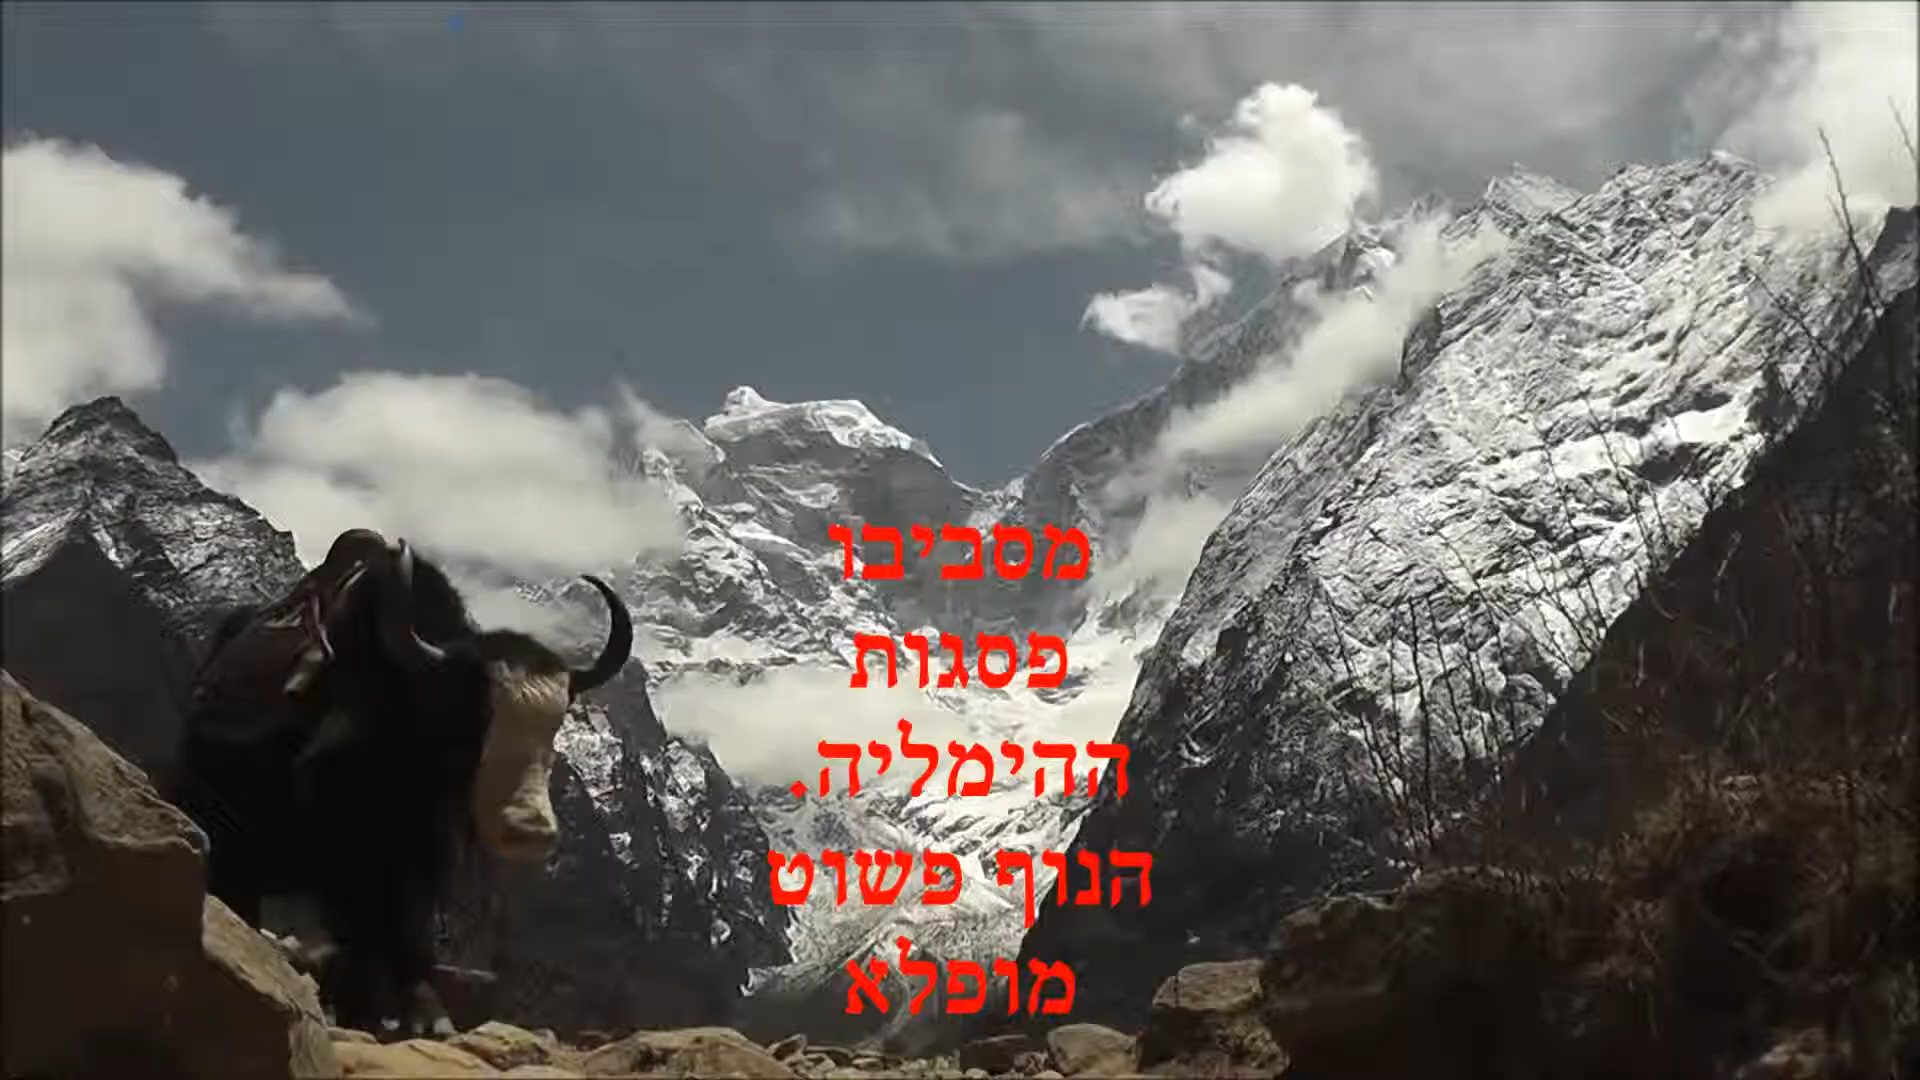 מסביבו
פסגות
ההימליה.
הנוף פשוט
מופלא